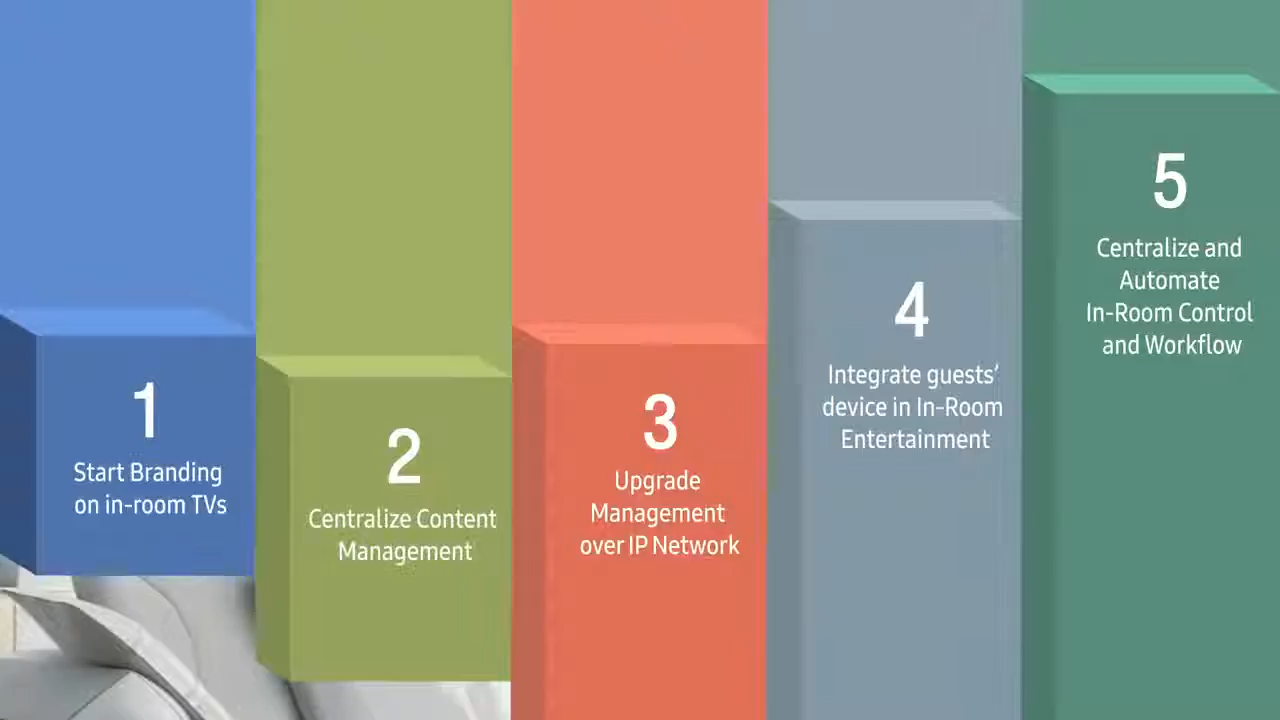 1
Start Branding
on in-room TVs
2
Centralize Content
Management
3
Upgrade
Management
over IP Network
4
Integrate guests’
device in In-Room
Entertainment
5
Centralize and
Automate
In-Room Control
and Workflow